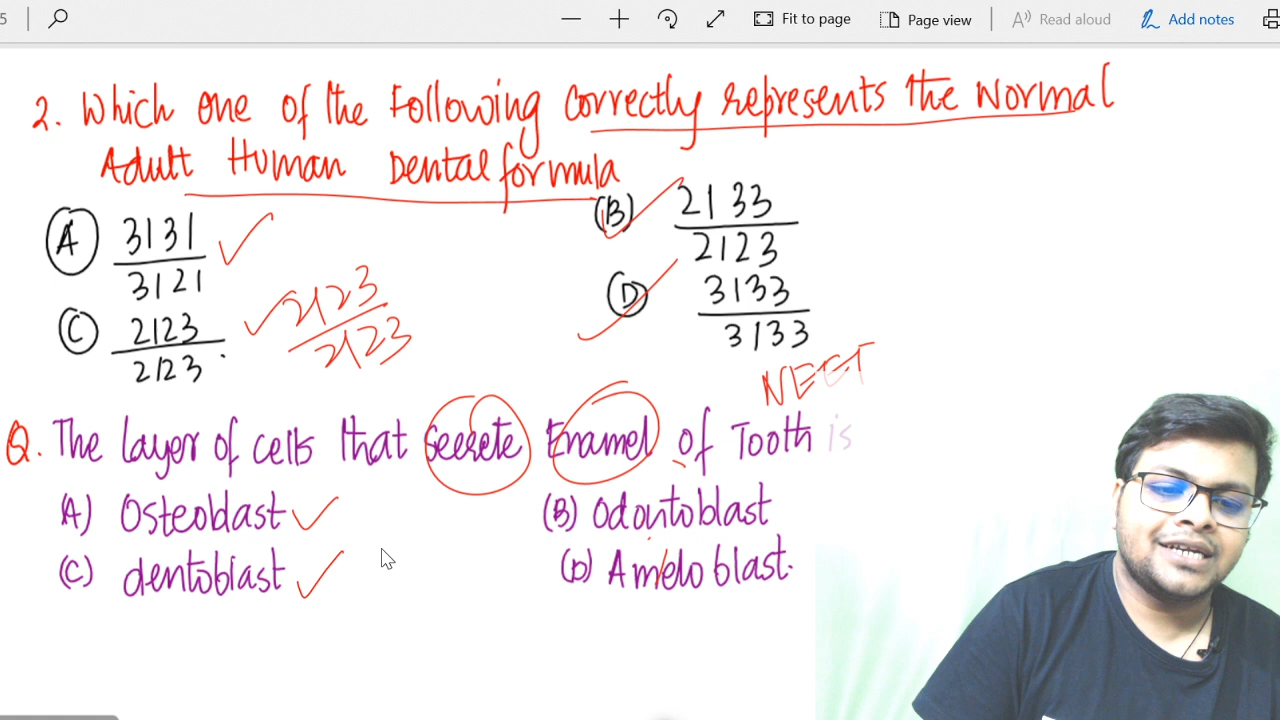 5
Fit to page
Page view
Read aloud
Add notes
2. Which one of the Following correctly represents the Normal
Adult Human Dental formula
(A) 3131
3121
(B) 2133
2123
(C) 2123
2123.
2123
2123
(D) 3133
3133
NEET
Q. The layer of cells that Secrete Enamel of Tooth is
(A) Osteoblast
(B) Odontoblast
(C) dentoblast
(D) Ameloblast.